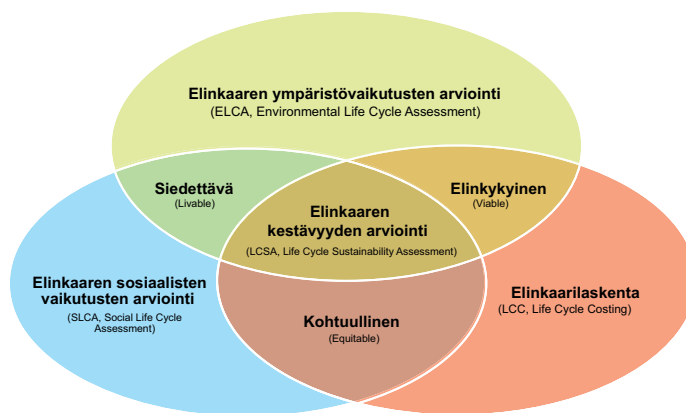 Elinkaaren ympäristövaikutusten arviointi
(ELCA, Environmental Life Cycle Assessment)
Siedettävä
(Livable)
Elinkykyinen
(Viable)
Elinkaaren
kestävyyden arviointi
(LCSA, Life Cycle Sustainability Assessment)
Elinkaaren sosiaalisten
vaikutusten arviointi
(SLCA, Social Life Cycle
Assessment)
Elinkaarilaskenta
(LCC, Life Cycle Costing)
Kohtuullinen
(Equitable)